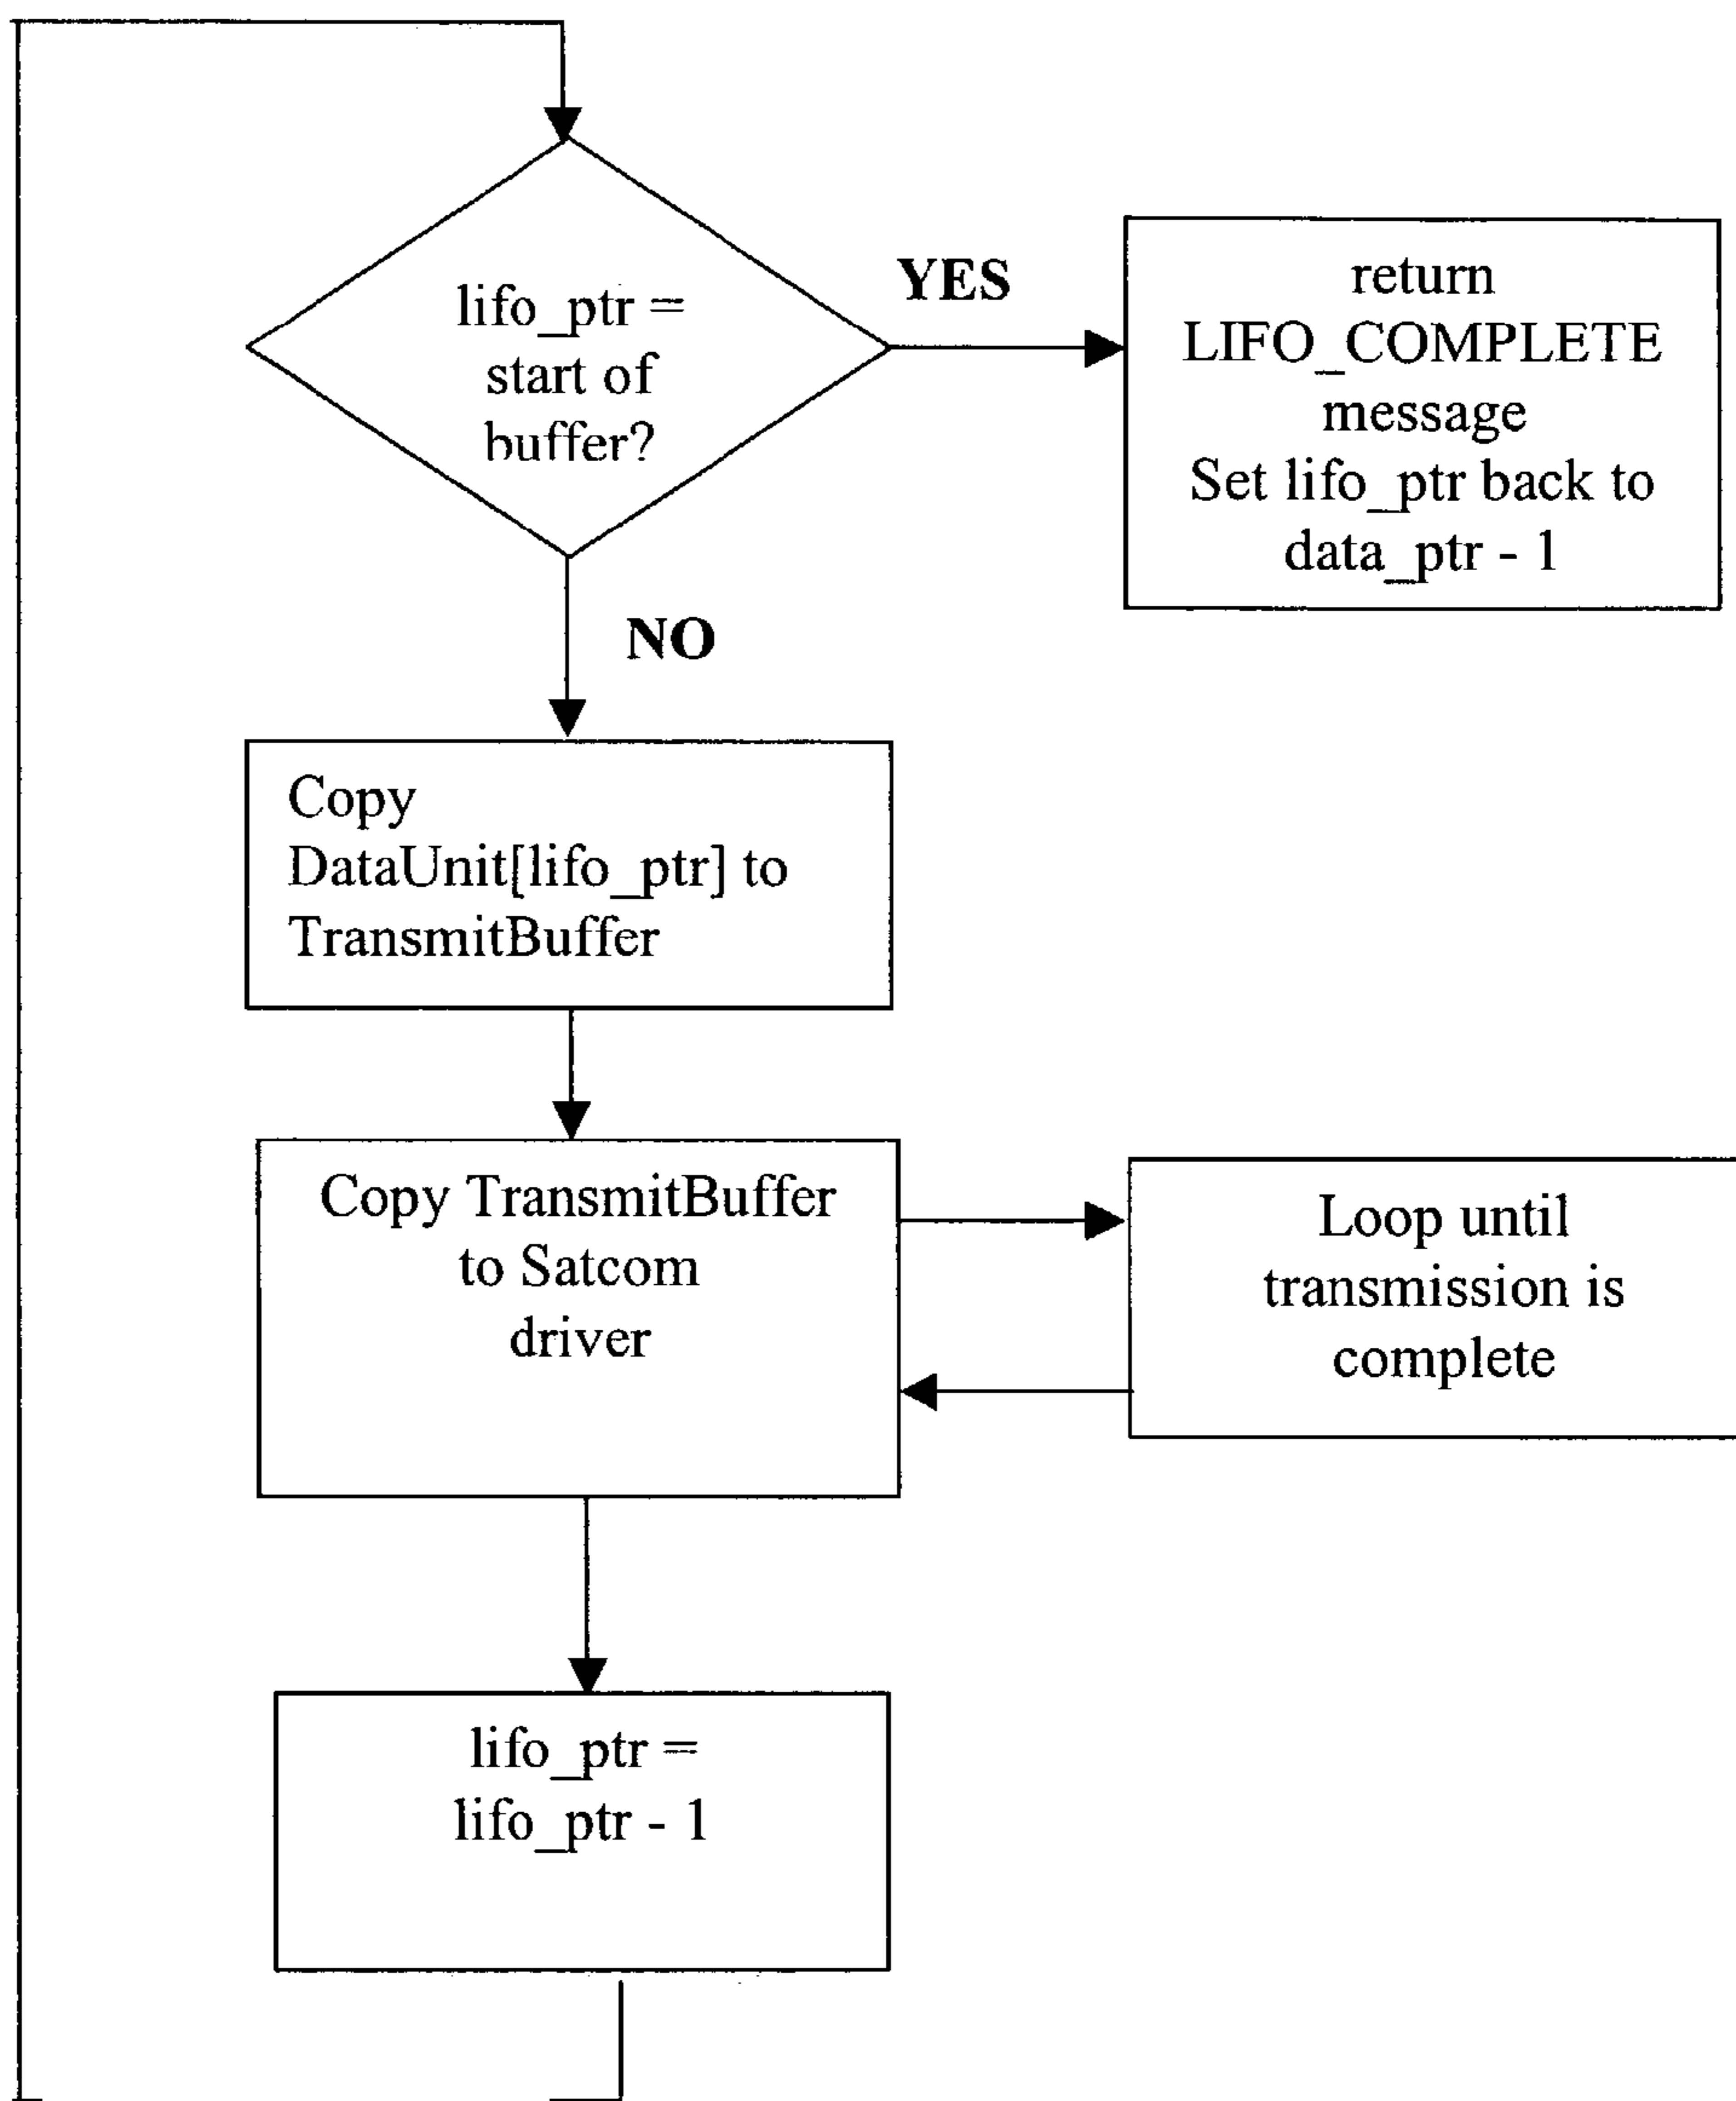 lifo_ptr =
start of
buffer?
YES
return
LIFO_COMPLETE
message
Set lifo_ptr back to
data_ptr - 1
NO
Copy
DataUnit[lifo_ptr] to
TransmitBuffer
Copy TransmitBuffer
to Satcom
driver
Loop until
transmission is
complete
lifo_ptr =
lifo_ptr - 1